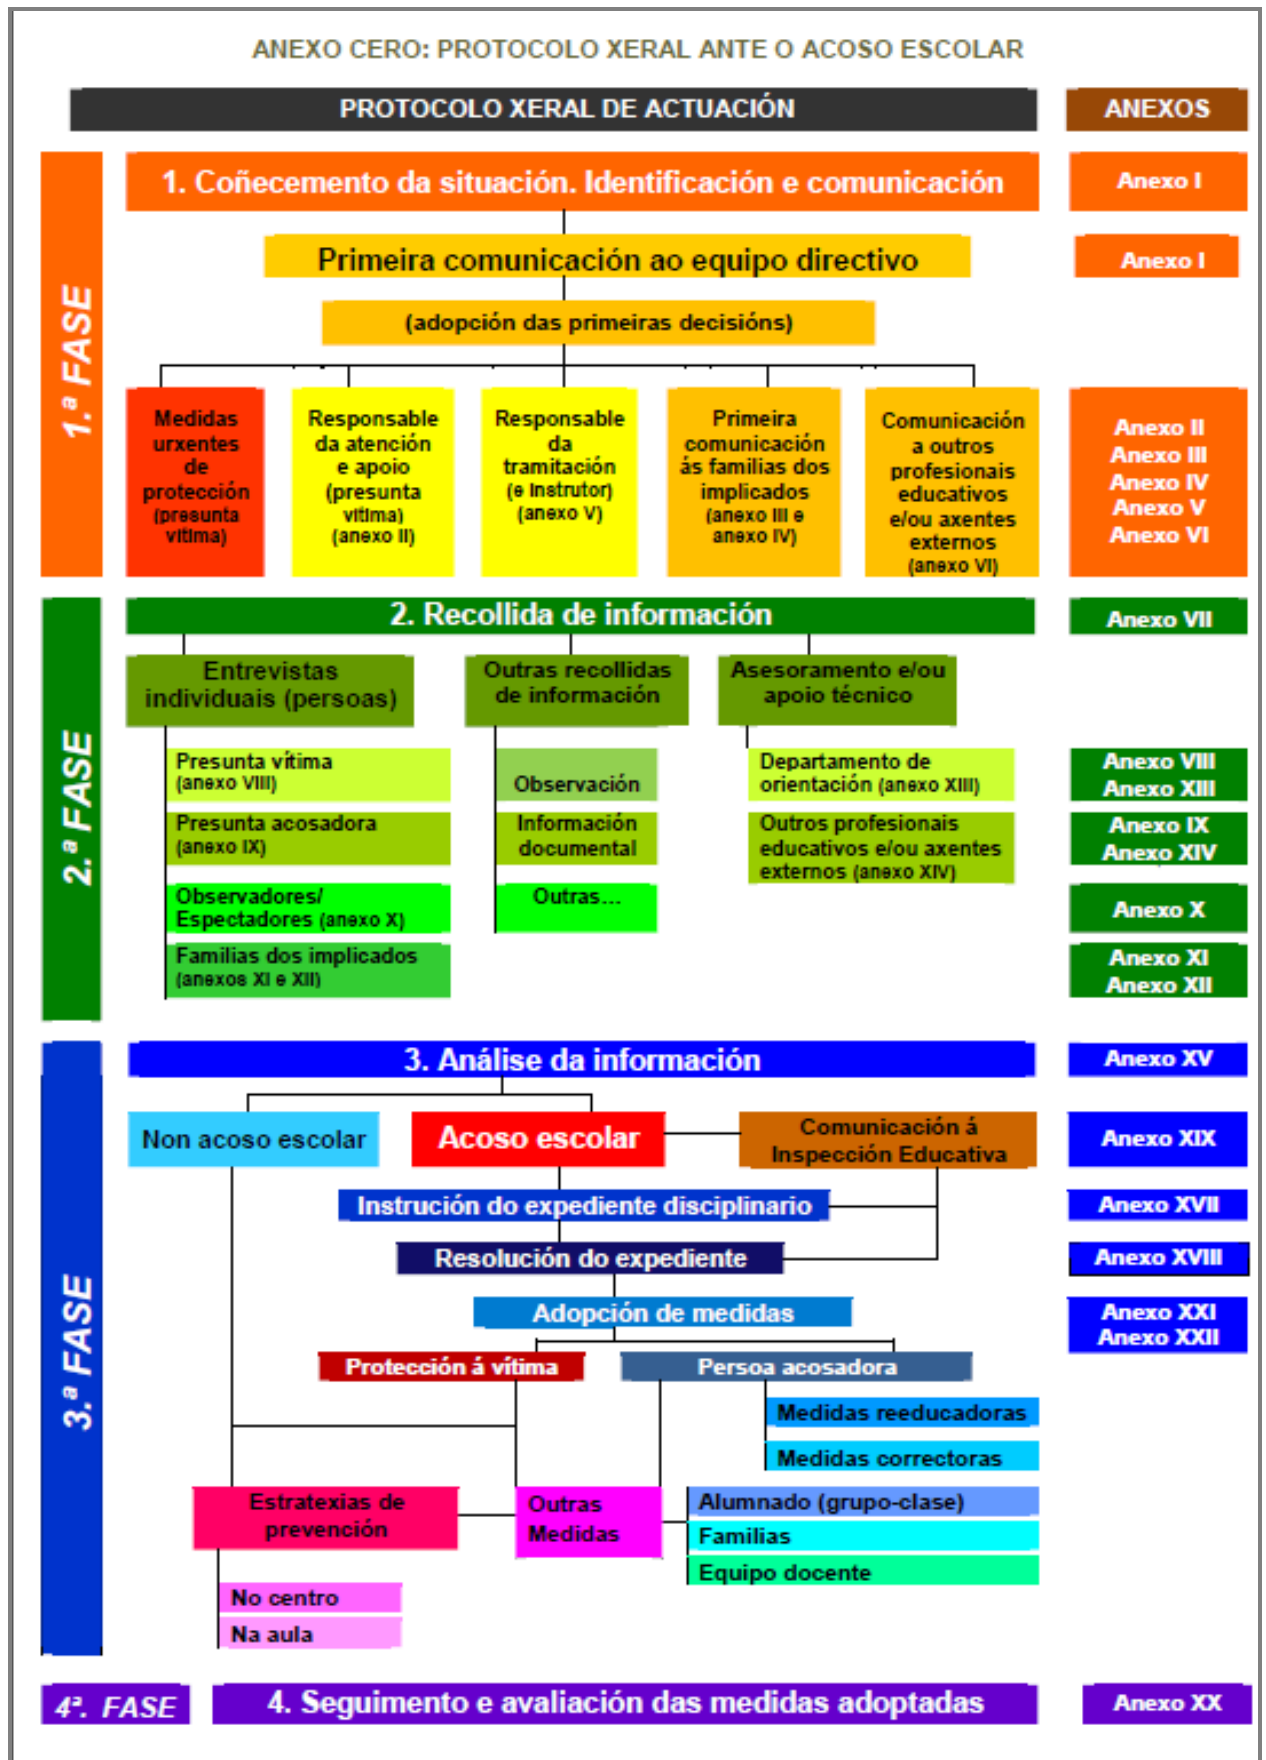 ANEXO CERO: PROTOCOLO XERAL ANTE O ACOSO ESCOLAR
PROTOCOLO XERAL DE ACTUACIÓN
ANEXOS
1.ª FASE
1. Coñecemento da situación. Identificación e comunicación
Anexo I
Primeira comunicación ao equipo directivo
Anexo I
(adopción das primeiras decisións)
Medidas
urxentes
de
protección
(presunta
vítima)
Responsable
da atención
e apoio
(presunta
vítima)
(anexo II)
Responsable
da
tramitación
(e Instrutor)
(anexo V)
Primeira
comunicación
ás familias dos
implicados
(anexo III e
anexo IV)
Comunicación
a outros
profesionais
educativos
e/ou axentes
externos
(anexo VI)
Anexo II
Anexo III
Anexo IV
Anexo V
Anexo VI
2.ª FASE
2. Recollida de información
Anexo VII
Entrevistas
individuais (persoas)
Outras recollidas
de información
Asesoramento e/ou
apoio técnico
Presunta vítima
(anexo VIII)
Observación
Departamento de
orientación (anexo XIII)
Anexo VIII
Anexo XIII
Presunta acosadora
(anexo IX)
Información
documental
Outros profesionais
educativos e/ou axentes
externos (anexo XIV)
Anexo IX
Anexo XIV
Observadores/
Espectadores (anexo X)
Outras...
Anexo X
Familias dos implicados
(anexos XI e XII)
Anexo XI
Anexo XII
3.ª FASE
3. Análise da información
Anexo XV
Non acoso escolar
Acoso escolar
Comunicación á
Inspección Educativa
Anexo XIX
Instrución do expediente disciplinario
Anexo XVII
Resolución do expediente
Anexo XVIII
Adopción de medidas
Anexo XXI
Anexo XXII
Protección á vítima
Persoa acosadora
Medidas reeducadoras
Medidas correctoras
Estratexias de
prevención
Outras
Medidas
Alumnado (grupo-clase)
Familias
Equipo docente
No centro
Na aula
4ª. FASE
4. Seguimento e avaliación das medidas adoptadas
Anexo XX